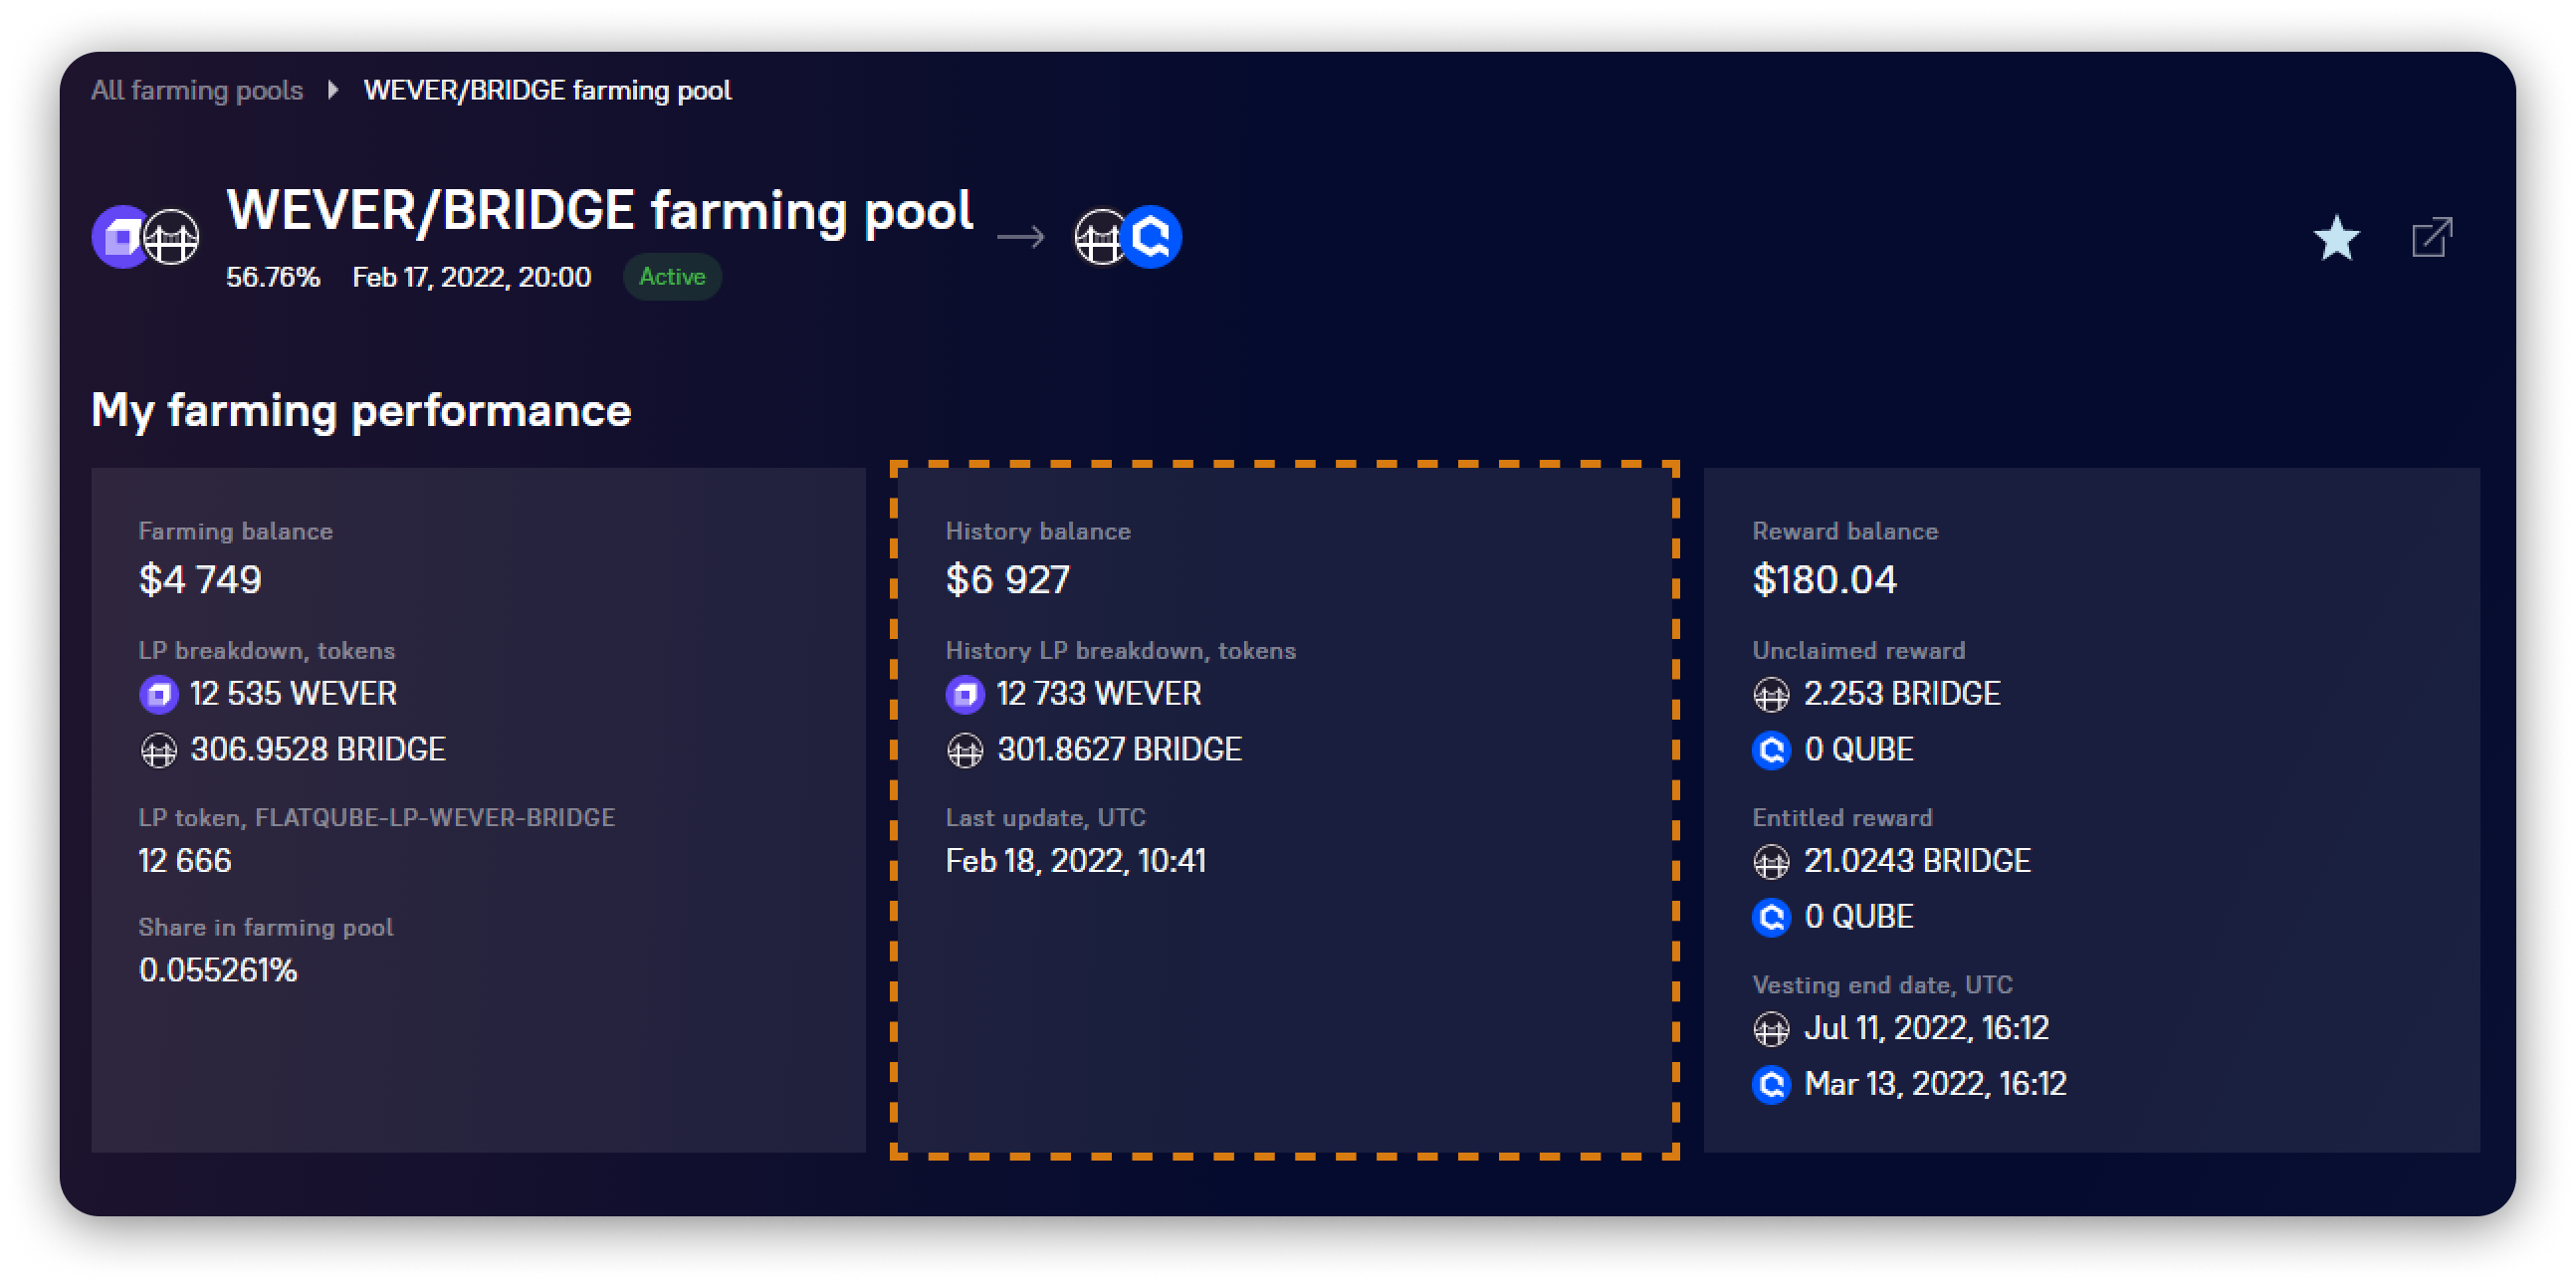 All farming pools WEVER/BRIDGE farming pool
WEVER/BRIDGE farming pool
56.76% Feb 17, 2022, 20:00 Active
My farming performance
Farming balance
$4 749
LP breakdown, tokens
12 535 WEVER
306.9528 BRIDGE
LP token, FLATQUBE-LP-WEVER-BRIDGE
12 666
Share in farming pool
0.055261%
History balance
$6 927
History LP breakdown, tokens
12 733 WEVER
301.8627 BRIDGE
Last update, UTC
Feb 18, 2022, 10:41
Reward balance
$180.04
Unclaimed reward
2.253 BRIDGE
0 QUBE
Entitled reward
21.0243 BRIDGE
0 QUBE
Vesting end date, UTC
Jul 11, 2022, 16:12
Mar 13, 2022, 16:12